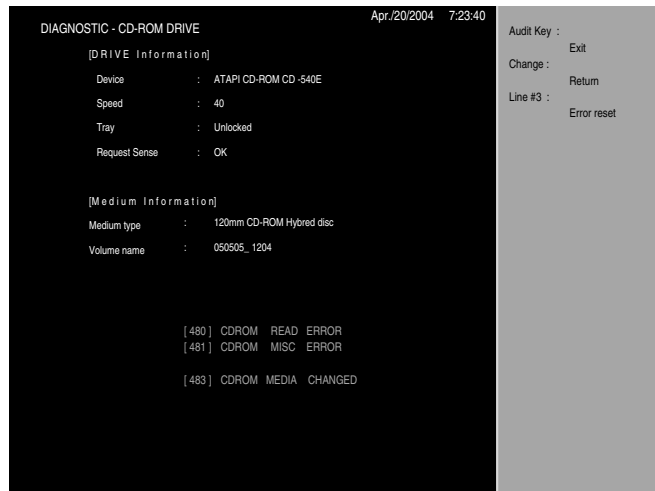 DIAGNOSTIC - CD-ROM DRIVE
Apr./20/2004 7:23:40
[DRIVE Information]
Device : ATAPI CD-ROM CD -540E
Speed : 40
Tray : Unlocked
Request Sense : OK
[Medium Information]
Medium type : 120mm CD-ROM Hybred disc
Volume name : 050505_ 1204
[ 480 ] CDROM READ ERROR
[ 481 ] CDROM MISC ERROR
[ 483 ] CDROM MEDIA CHANGED
Audit Key :
Exit
Change :
Return
Line #3 :
Error reset